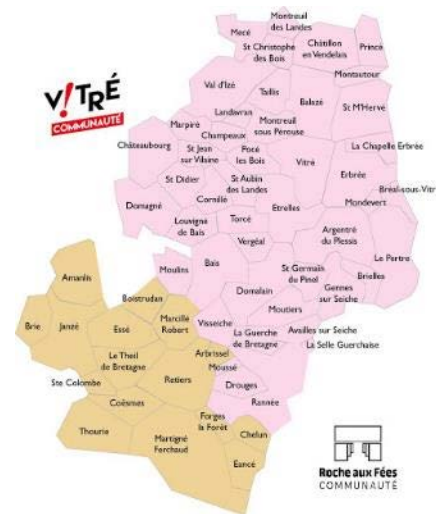 Montreuil
des Landes
Mecé
St Christophe
des Bois
Châtillon
en Vendelais
Princé
Montautour
Val d'Izé
Taillis
Balazé
St M'Hervé
Landavran
Montreuil
sous Perouse
V!TRÉ
COMMUNAUTÉ
Marpiré
Champeaux
Châteaubourg
St Jean
sur Vilaine
Pocé
les Bois
Vitré
La Chapelle Erbrée
Erbrée
Bréal-sous-Vitr
Mondevert
St Didier
St Aubin
des Landes
Cornillé
Etrelles
Domagné
Louvigné
de Bais
Torcé
Argentré
du Plessis
Vergéal
Le Pertre
Brielles
Bais
St Germain
du Pinel
Gennes
sur Seiche
Moulins
Domalain
Moutiers
Amanlis
Boistrudan
Visseiche
La Guerche
de Bretagne
Availles sur Seiche
La Selle Guerchaise
Brie
Janzé
Essé
Marcillé
Robert
Arbrissel
Moussé
Le Theil
de Bretagne
Retiers
Drouges
Rannée
Ste Colombe
Coësmes
Forges
la Forêt
Chelun
Thourie
Martigné
Ferchaud
Eancé
Roche aux Fées
COMMUNAUTÉ